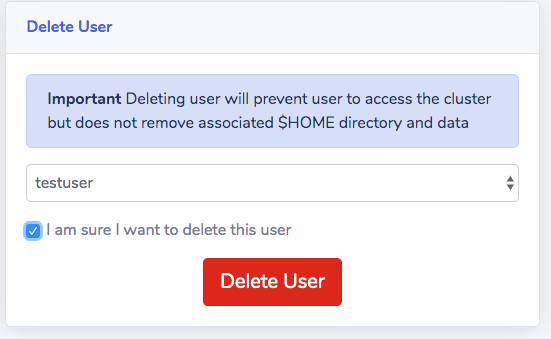 Delete User
Important Deleting user will prevent user to access the cluster
but does not remove associated $HOME directory and data
testuser
I am sure I want to delete this user
Delete User